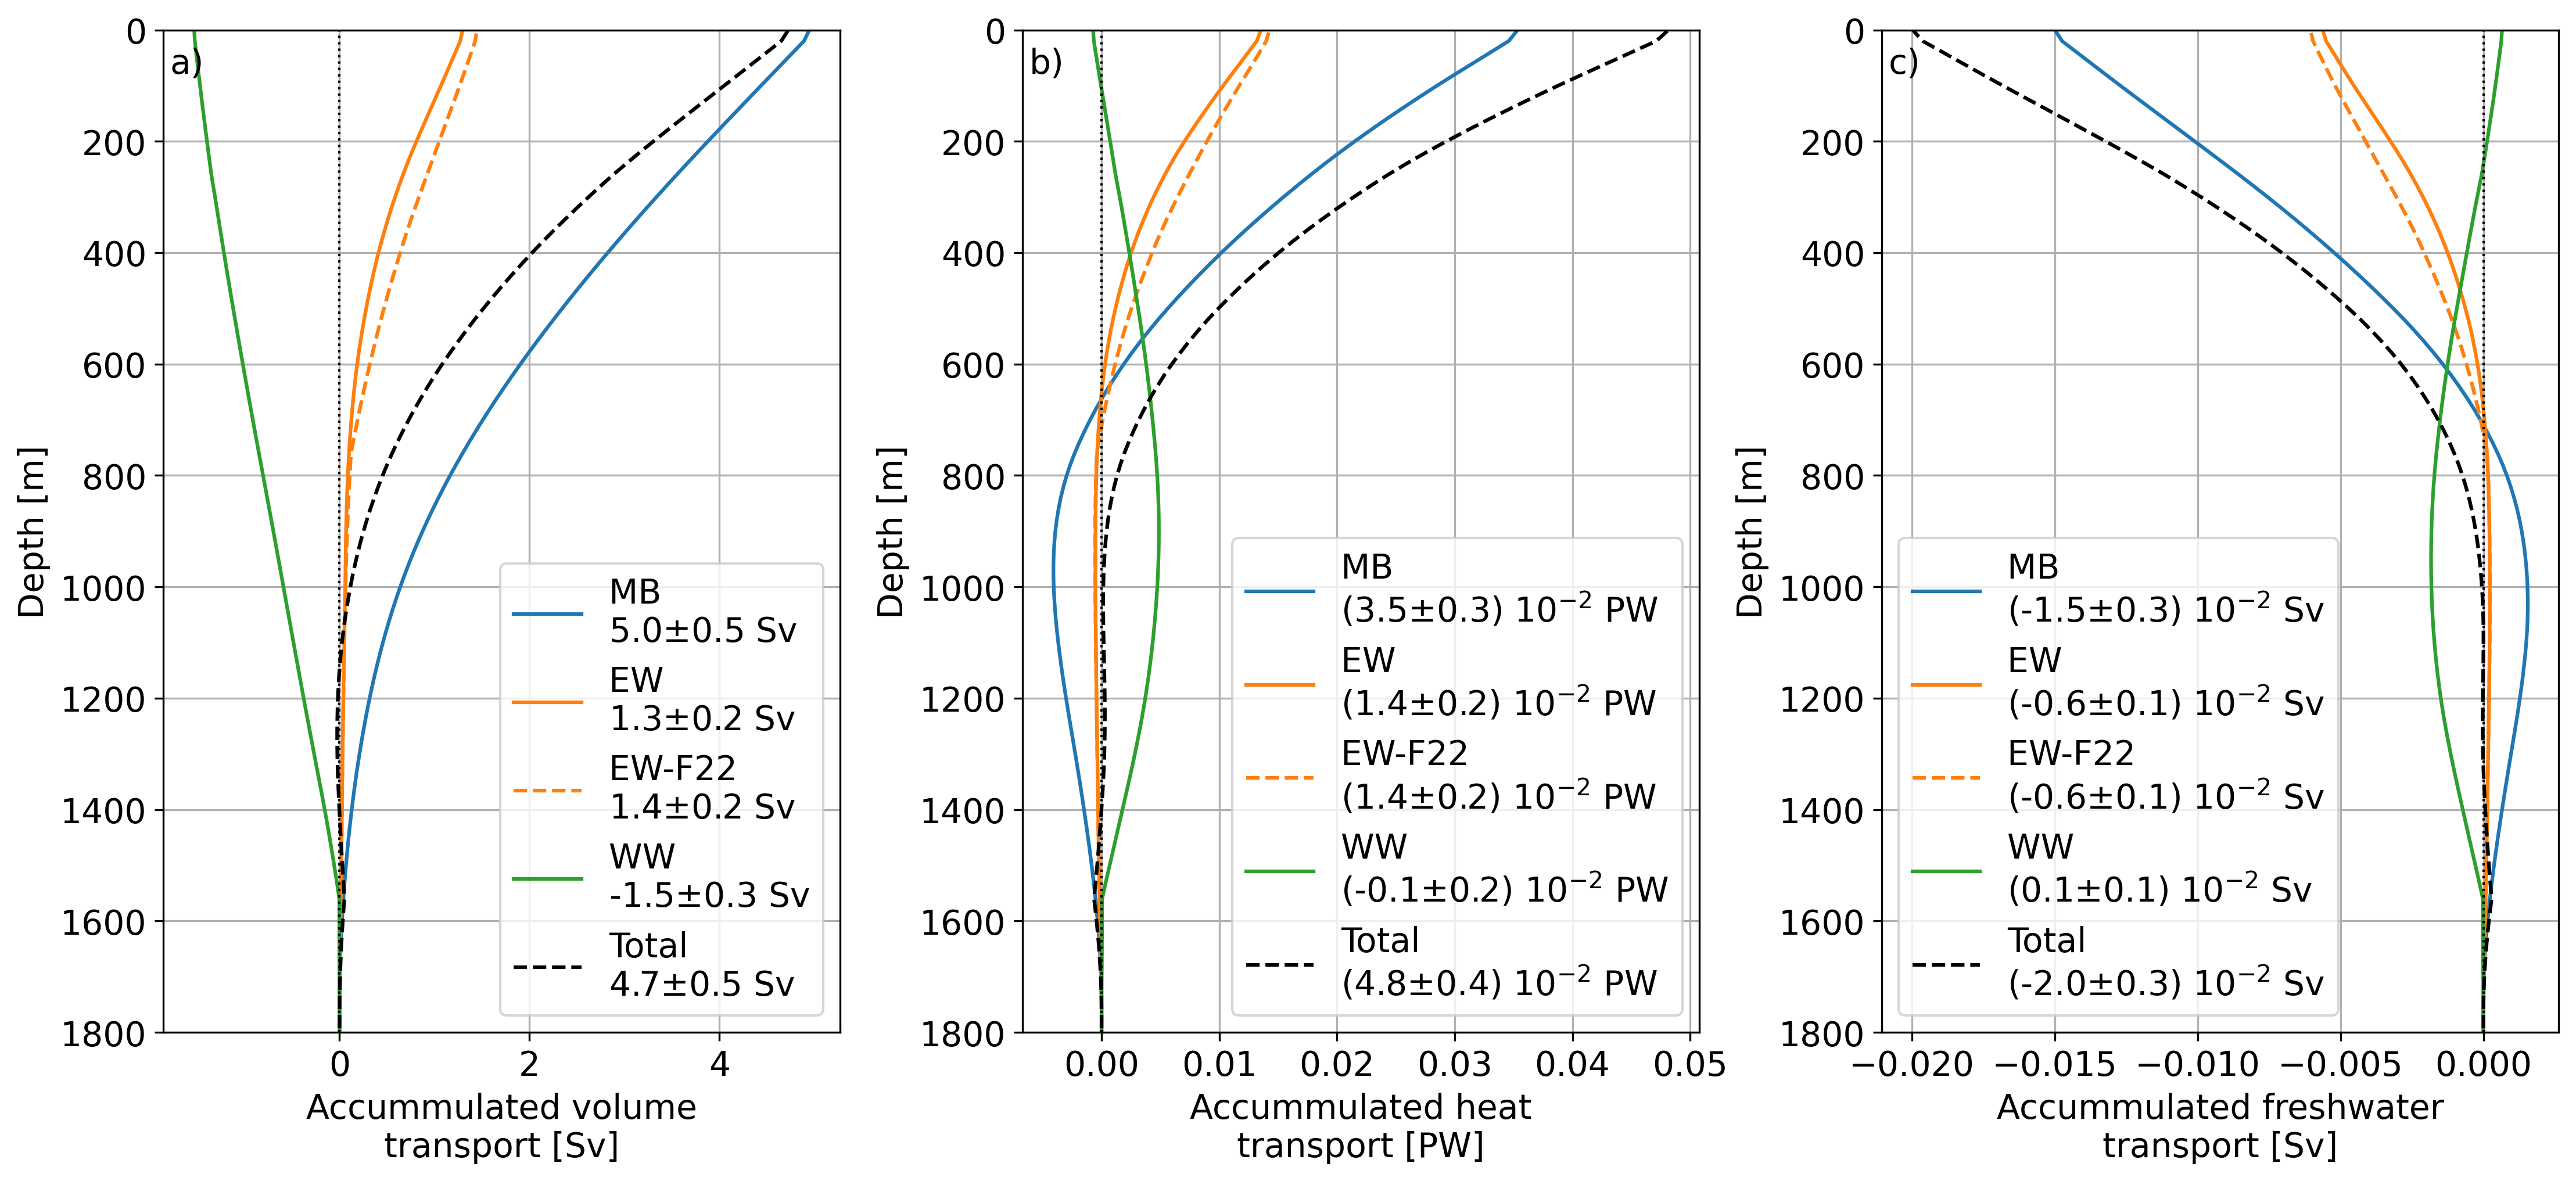 a)
0
200
400
600
800
1000
1200
1400
1600
1800
Depth [m]
MB
5.0±0.5 Sv
EW
1.3±0.2 Sv
EW-F22
1.4±0.2 Sv
WW
-1.5±0.3 Sv
Total
4.7±0.5 Sv
0 2 4
Accummulated volume
transport [Sv]
b)
0
200
400
600
800
1000
1200
1400
1600
1800
Depth [m]
MB
(3.5±0.3) 10⁻² PW
EW
(1.4±0.2) 10⁻² PW
EW-F22
(1.4±0.2) 10⁻² PW
WW
(-0.1±0.2) 10⁻² PW
Total
(4.8±0.4) 10⁻² PW
0.00 0.01 0.02 0.03 0.04 0.05
Accummulated heat
transport [PW]
c)
0
200
400
600
800
1000
1200
1400
1600
1800
Depth [m]
MB
(-1.5±0.3) 10⁻² Sv
EW
(-0.6±0.1) 10⁻² Sv
EW-F22
(-0.6±0.1) 10⁻² Sv
WW
(0.1±0.1) 10⁻² Sv
Total
(-2.0±0.3) 10⁻² Sv
−0.020 −0.015 −0.010 −0.005 0.000
Accummulated freshwater
transport [Sv]